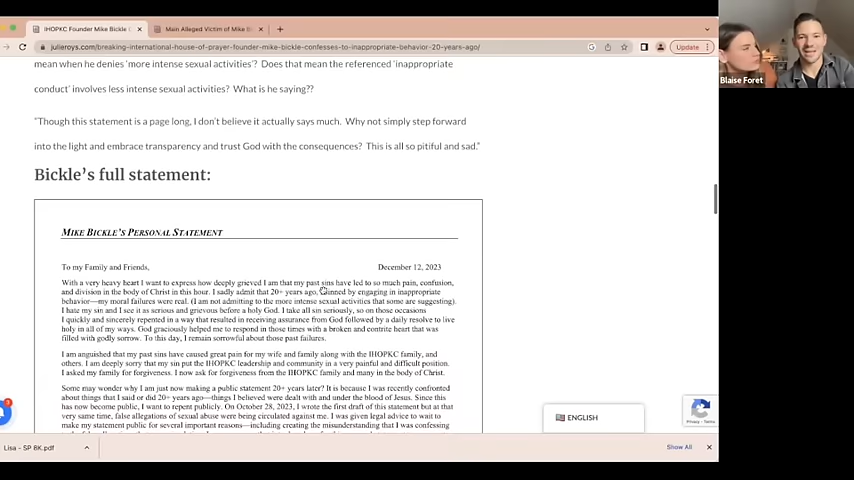 IHOPKC Founder Mike Bickle C
Main Alleged Victim of Mike B
julieroys.com/breaking-international-house-of-prayer-founder-mike-bickle-confesses-to-inappropriate-behavior-20-years-ago/
Update
mean when he denies 'more intense sexual activities'? Does that mean the referenced 'inappropriate
conduct' involves less intense sexual activities? What is he saying??
"Though this statement is a page long, I don't believe it actually says much. Why not simply step forward
into the light and embrace transparency and trust God with the consequences? This is all so pitiful and sad."
Bickle's full statement:
MIKE BICKLE'S PERSONAL STATEMENT
To my Family and Friends, December 12, 2023
With a very heavy heart I want to express how deeply grieved I am that my past sins have led to so much pain, confusion,
and division in the body of Christ in this hour. I sadly admit that 20+ years ago, I sinned by engaging in inappropriate
behavior—my moral failures were real. (I am not admitting to the more intense sexual activities that some are suggesting).
I hate my sin and I see it as serious and grievous before a holy God. I take all sin seriously, so on those occasions
I quickly and sincerely repented in a way that resulted in receiving assurance from God followed by a daily resolve to live
holy in all of my ways. God graciously helped me to respond in those times with a broken and contrite heart that was
filled with godly sorrow. To this day, I remain sorrowful about those past failures.
I am anguished that my past sins have caused great pain for my wife and family along with the IHOPKC family, and
others. I am deeply sorry that my sin put the IHOPKC leadership and community in a very painful and difficult position.
I asked my family for forgiveness. I now ask for forgiveness from the IHOPKC family and many in the body of Christ.
Some may wonder why I am just now making a public statement 20+ years later? It is because I was recently confronted
about things that I said or did 20+ years ago—things I believed were dealt with and under the blood of Jesus. Since this
has now become public, I want to repent publicly. On October 28, 2023, I wrote the first draft of this statement but at that
very same time, false allegations of sexual abuse were being circulated against me. I was given legal advice to wait to
make my statement public for several important reasons—including creating the misunderstanding that I was confessing
ENGLISH
Privacy - Terms
Lisa - SP 8K.pdf
Show All
Blaise Foret